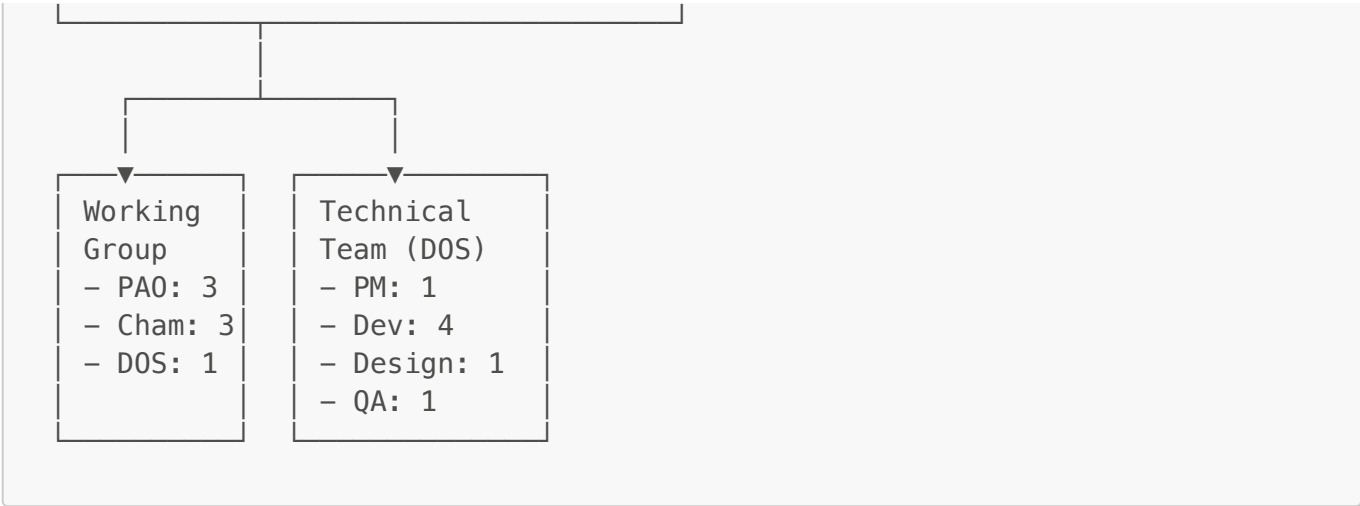 Working
Group
– PAO: 3
– Cham: 3
– DOS: 1
Technical
Team (DOS)
– PM: 1
– Dev: 4
– Design: 1
– QA: 1